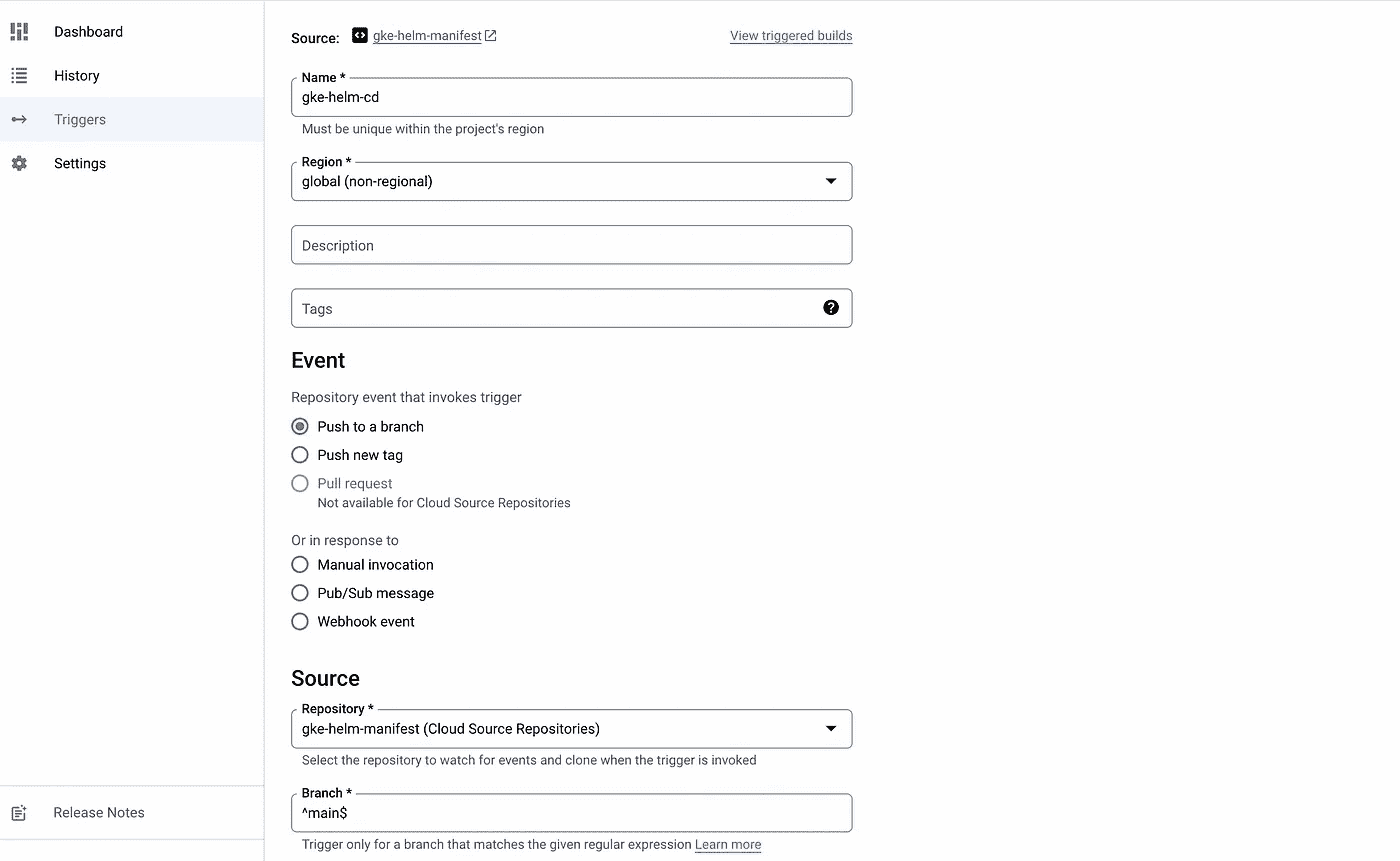 Dashboard
History
Triggers
Settings
Release Notes
Source: gke-helm-manifest
View triggered builds
Name *
gke-helm-cd
Must be unique within the project's region
Region *
global (non-regional)
Description
Tags
Event
Repository event that invokes trigger
Push to a branch
Push new tag
Pull request
Not available for Cloud Source Repositories
Or in response to
Manual invocation
Pub/Sub message
Webhook event
Source
Repository *
gke-helm-manifest (Cloud Source Repositories)
Select the repository to watch for events and clone when the trigger is invoked
Branch *
^main$
Trigger only for a branch that matches the given regular expression Learn more